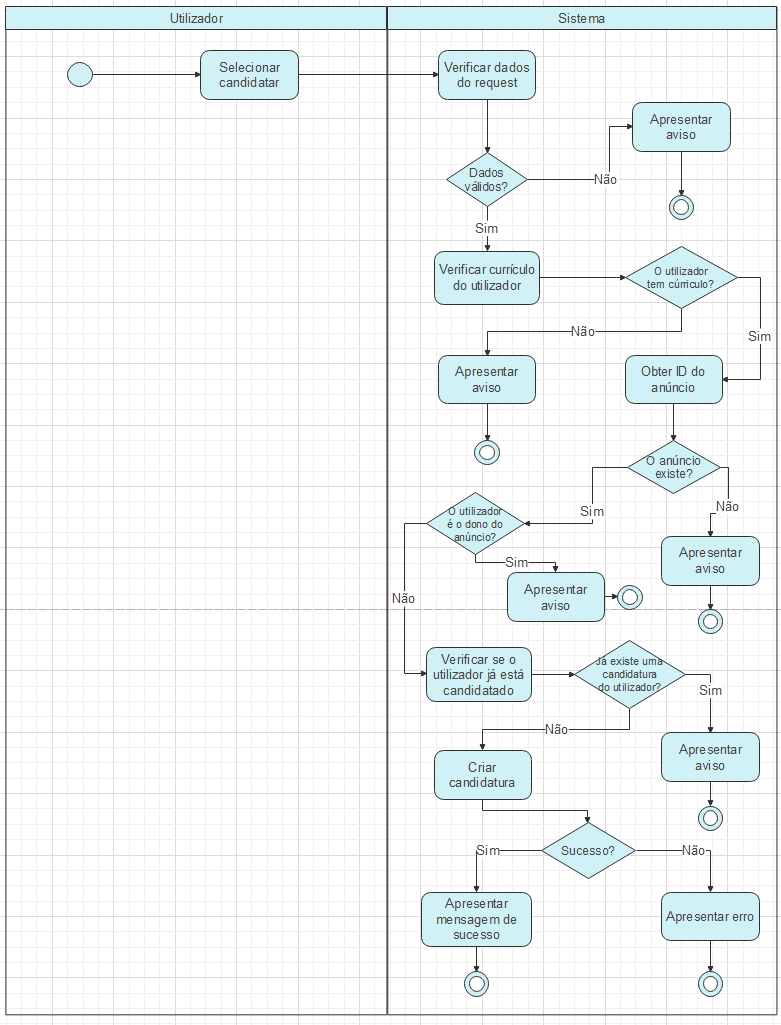 Utilizador
Sistema
Selecionar
candidatar
Verificar dados
do request
Apresentar
aviso
Dados
válidos?
Não
Sim
Verificar currículo
do utilizador
O utilizador
tem cúrriculo?
Não
Sim
Apresentar
aviso
Obter ID do
anúncio
O anúncio
existe?
Sim
Não
O utilizador
é o dono do
anúncio?
Sim
Apresentar
aviso
Apresentar
aviso
Não
Verificar se o
utilizador já está
candidatado
Já existe uma
candidatura
do utilizador?
Sim
Não
Apresentar
aviso
Criar
candidatura
Sucesso?
Sim
Não
Apresentar
mensagem de
sucesso
Apresentar erro